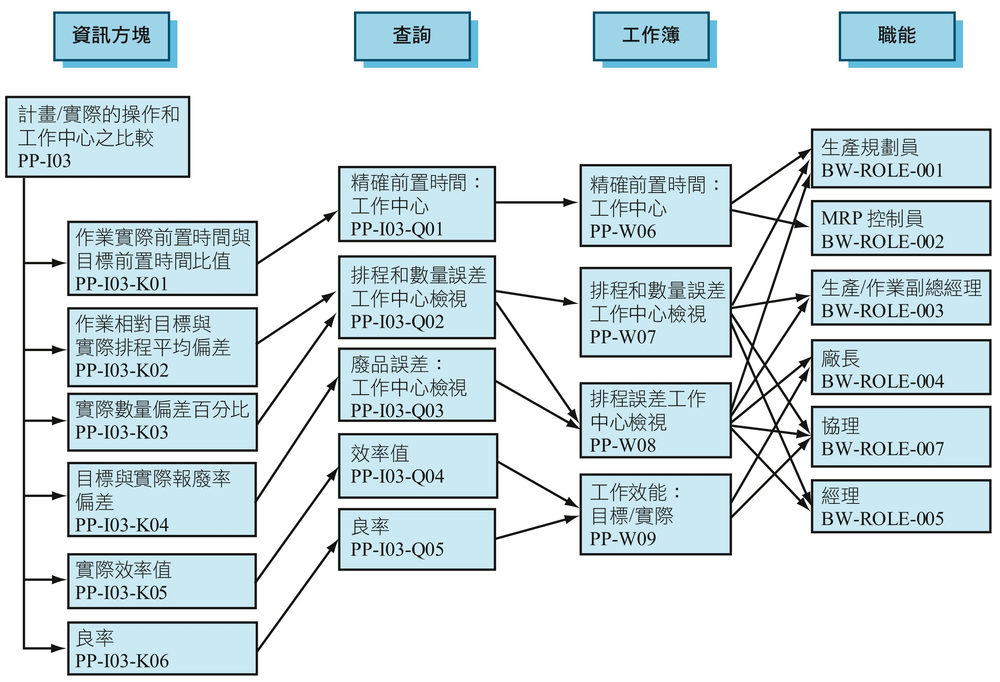 資訊方塊
查詢
工作簿
職能
計畫/實際的操作和
工作中心之比較
PP-I03
作業實際前置時間與
目標前置時間比值
PP-I03-K01
作業相對目標與
實際排程平均偏差
PP-I03-K02
實際數量偏差百分比
PP-I03-K03
目標與實際報廢率
偏差
PP-I03-K04
實際效率值
PP-I03-K05
良率
PP-I03-K06
精確前置時間：
工作中心
PP-I03-Q01
排程和數量誤差
工作中心檢視
PP-I03-Q02
廢品誤差：
工作中心檢視
PP-I03-Q03
效率值
PP-I03-Q04
良率
PP-I03-Q05
精確前置時間：
工作中心
PP-W06
排程和數量誤差
工作中心檢視
PP-W07
排程誤差工作
中心檢視
PP-W08
工作效能：
目標/實際
PP-W09
生產規劃員
BW-ROLE-001
MRP 控制員
BW-ROLE-002
生產/作業副總經理
BW-ROLE-003
廠長
BW-ROLE-004
協理
BW-ROLE-007
經理
BW-ROLE-005